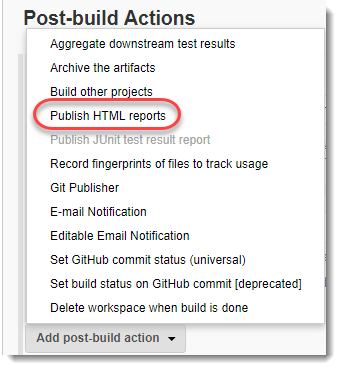 Post-build Actions
Aggregate downstream test results
Archive the artifacts
Build other projects
Publish HTML reports
Publish JUnit test result report
Record fingerprints of files to track usage
Git Publisher
E-mail Notification
Editable Email Notification
Set GitHub commit status (universal)
Set build status on GitHub commit [deprecated]
Delete workspace when build is done
Add post-build action